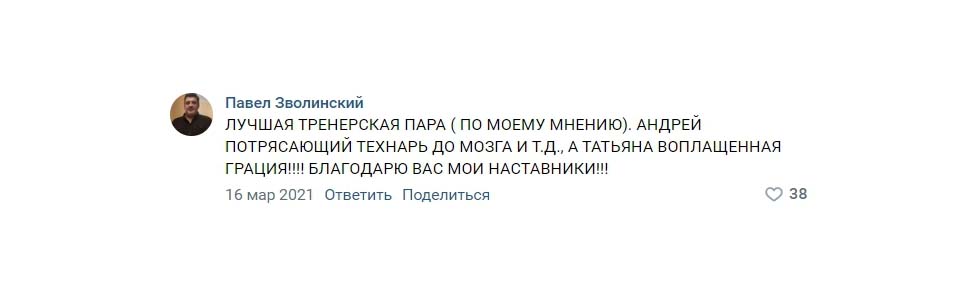 Павел Зволинский
ЛУЧШАЯ ТРЕНЕРСКАЯ ПАРА ( ПО МОЕМУ МНЕНИЮ). АНДРЕЙ
ПОТРЯСАЮЩИЙ ТЕХНАРЬ ДО МОЗГА И Т.Д., А ТАТЬЯНА ВОПЛАЩЕННАЯ
ГРАЦИЯ!!!! БЛАГОДАРЮ ВАС МОИ НАСТАВНИКИ!!!
16 мар 2021 Ответить Поделиться 38